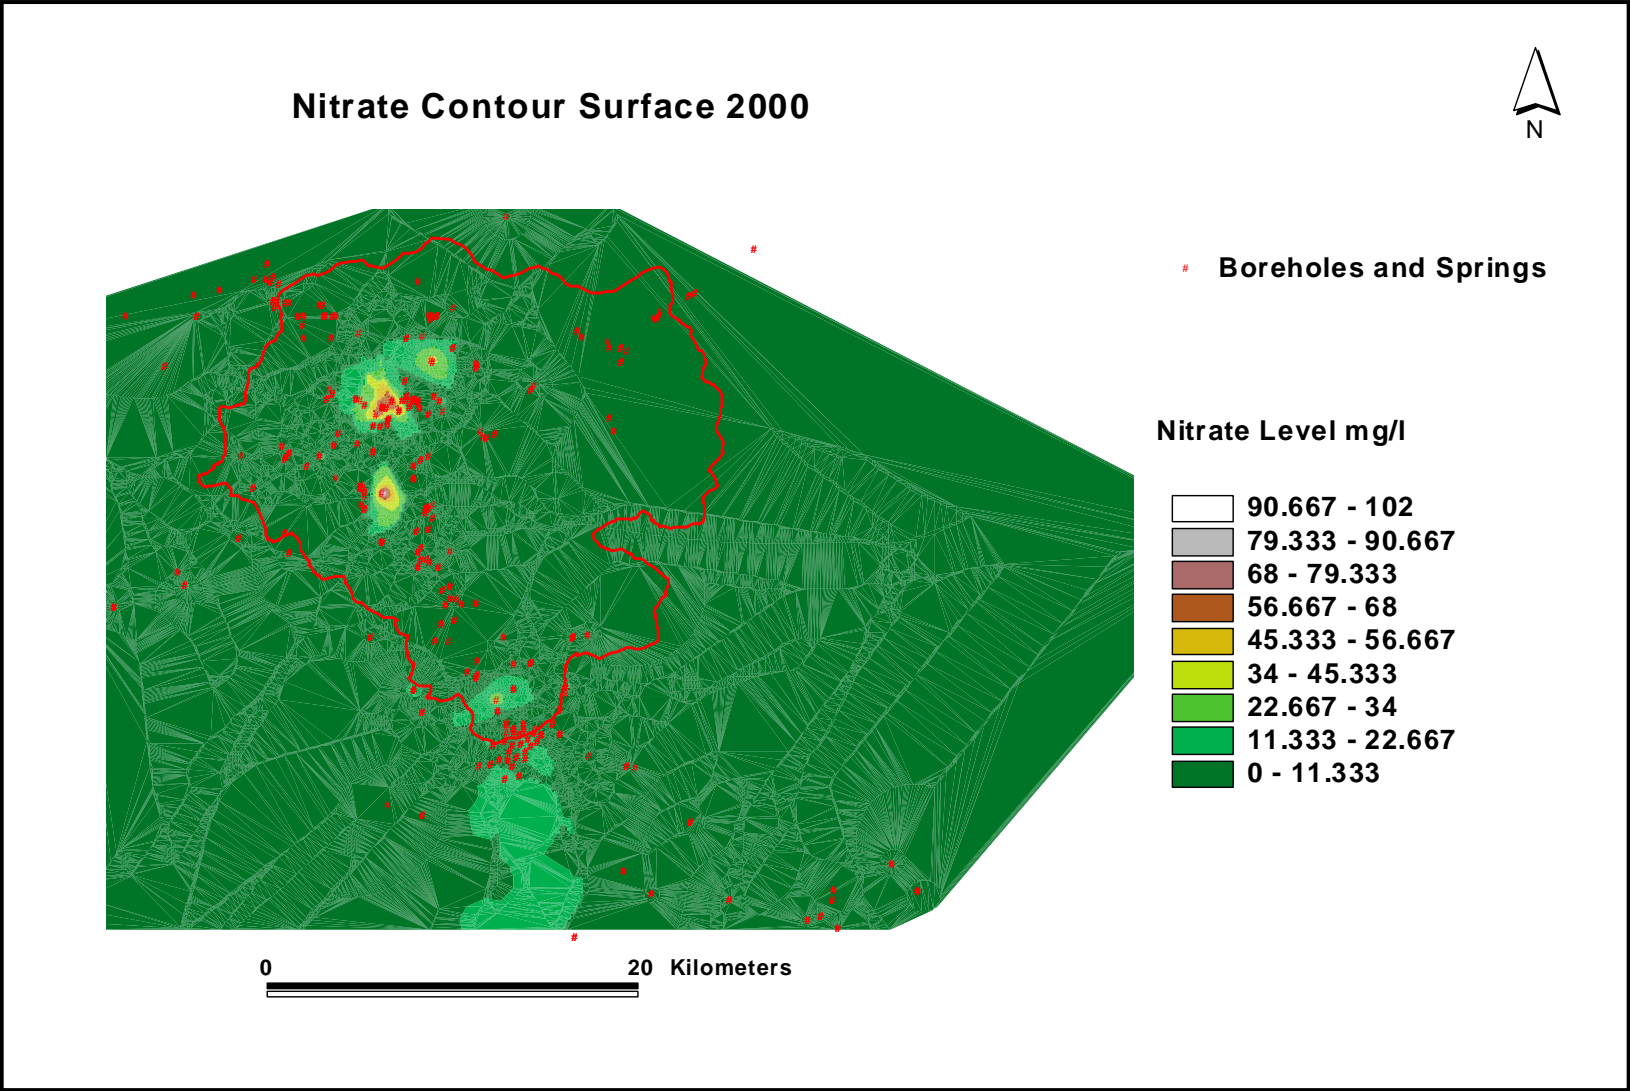 Nitrate Contour Surface 2000
N
# Boreholes and Springs
Nitrate Level mg/l
90.667 - 102
79.333 - 90.667
68 - 79.333
56.667 - 68
45.333 - 56.667
34 - 45.333
22.667 - 34
11.333 - 22.667
0 - 11.333
0 20 Kilometers